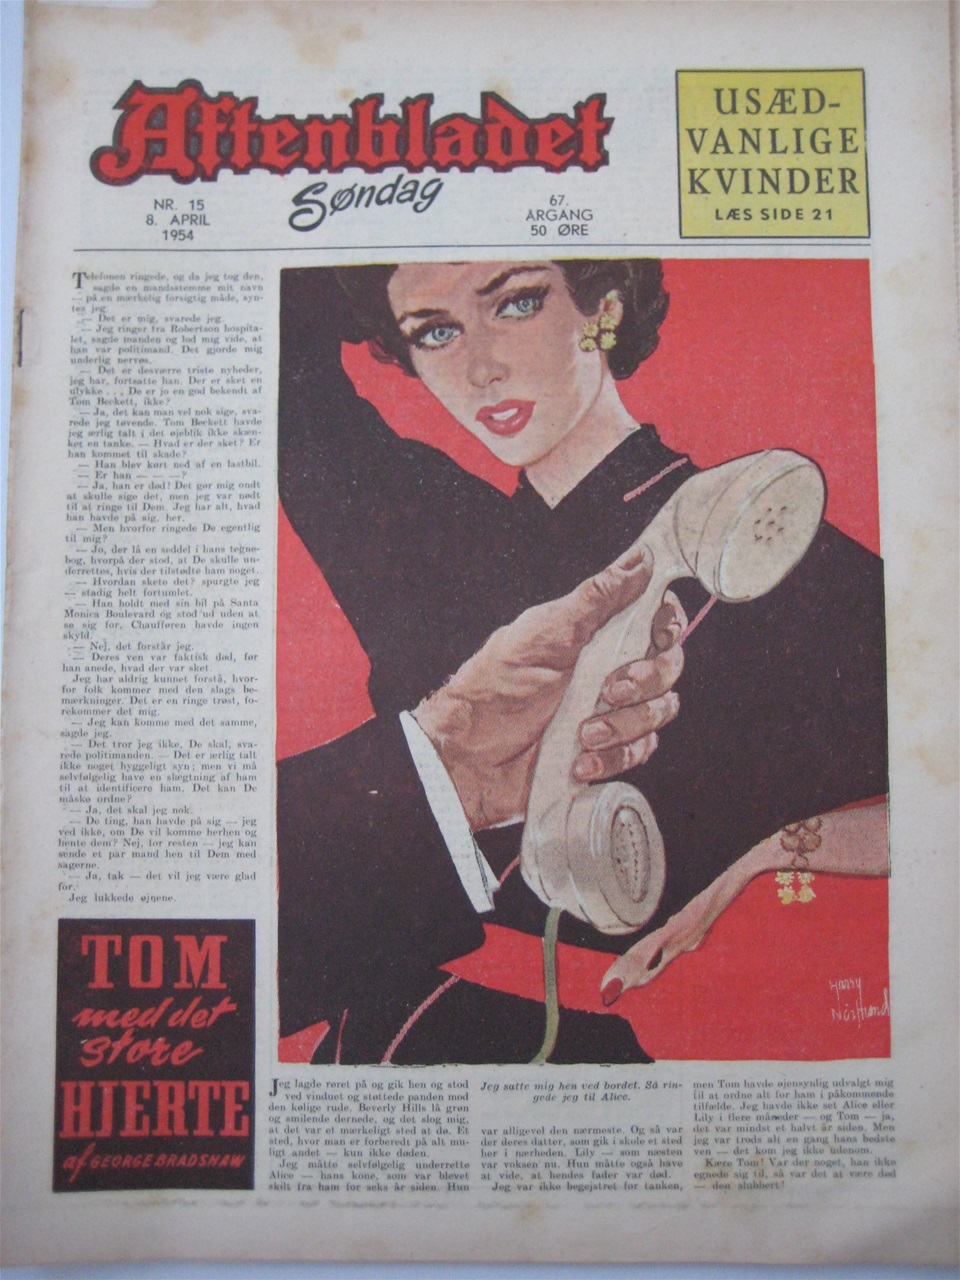 Aftenbladet
Søndag
NR. 15
8. APRIL
1954
67.
ÅRGANG
50 ØRE
USÆD-
VANLIGE
KVINDER
LÆS SIDE 21
Telefonen ringede, og da jeg tog den,
sagde en mandsstemme mit navn
— på en mærkelig forsigtig måde, syn-
tes jeg.
— Det er mig, svarede jeg.
— Jeg ringer fra Robertson hospita-
let, sagde manden og lod mig vide, at
han var politimand. Det gjorde mig
underlig nervøs.
— Det er desværre triste nyheder,
jeg har, fortsatte han. Der er sket en
ulykke . . . De er jo en god bekendt af
Tom Beckett, ikke?
— Ja, det kan man vel nok sige, sva-
rede jeg tøvende. Tom Beckett havde
jeg ærlig talt i det øjeblik ikke skæn-
ket en tanke. — Hvad er der sket? Er
han kommet til skade?
— Han blev kørt ned af en lastbil.
— Er han — — —?
— Ja, han er død! Det gør mig ondt
at skulle sige det, men jeg var nødt
til at ringe til Dem. Jeg har alt, hvad
han havde på sig, her.
— Men hvorfor ringede De egentlig
til mig?
— Jo, der lå en seddel i hans tegne-
bog, hvorpå der stod, at De skulle un-
derrettes, hvis der tilstødte ham noget.
— Hvordan skete det? spurgte jeg
— stadig helt fortumlet.
— Han holdt med sin bil på Santa
Monica Boulevard og stod ud uden at
se sig for. Chaufføren havde ingen
skyld.
— Nej, det forstår jeg.
— Deres ven var faktisk død, før
han anede, hvad der var sket.
Jeg har aldrig kunnet forstå, hvor-
for folk kommer med den slags be-
mærkninger. Det er en ringe trøst, fo-
rekommer det mig.
— Jeg kan komme med det samme,
sagde jeg.
— Det tror jeg ikke, De skal, sva-
rede politimanden. — Det er ærlig talt
ikke noget hyggeligt syn; men vi må
selvfølgelig have en slægtning af ham
til at identificere ham. Det kan De
måske ordne?
— Ja, det skal jeg nok.
— De ting, han havde på sig — jeg
ved ikke, om De vil komme herhen og
hente dem? Nej, for resten — jeg kan
sende et par mand hen til Dem med
sagerne.
— Ja, tak — det vil jeg være glad
for.
Jeg lukkede øjnene.
TOM
med det
store
HJERTE
af GEORGE BRADSHAW
Harry
Jeg lagde røret på og gik hen og stod
ved vinduet og støttede panden mod
den kølige rude. Beverly Hills lå grøn
og smilende dernede, og det slog mig,
at det var et mærkeligt sted at dø. Et
sted, hvor man er forberedt på alt mu-
ligt andet — kun ikke døden.
Jeg måtte selvfølgelig underrette
Alice — hans kone, som var blevet
skilt fra ham for seks år siden. Hun
Jeg satte mig hen ved bordet. Så rin-
gede jeg til Alice.
var alligevel den nærmeste. Og så var
der deres datter, som gik i skole et sted
her i nærheden. Lily — som næsten
var voksen nu. Hun måtte også have
at vide, at hendes fader var død.
Jeg var ikke begejstret for tanken,
men Tom havde øjensynlig udvalgt mig
til at ordne alt for ham i påkommende
tilfælde. Jeg havde ikke set Alice eller
Lily i flere måneder — og Tom — ja,
det var mindst et halvt år siden. Men
jeg var trods alt en gang hans bedste
ven — det kom jeg ikke udenom.
Kære Tom! Var der noget, han ikke
egnede sig til, så var det at være død
— den slubbert!